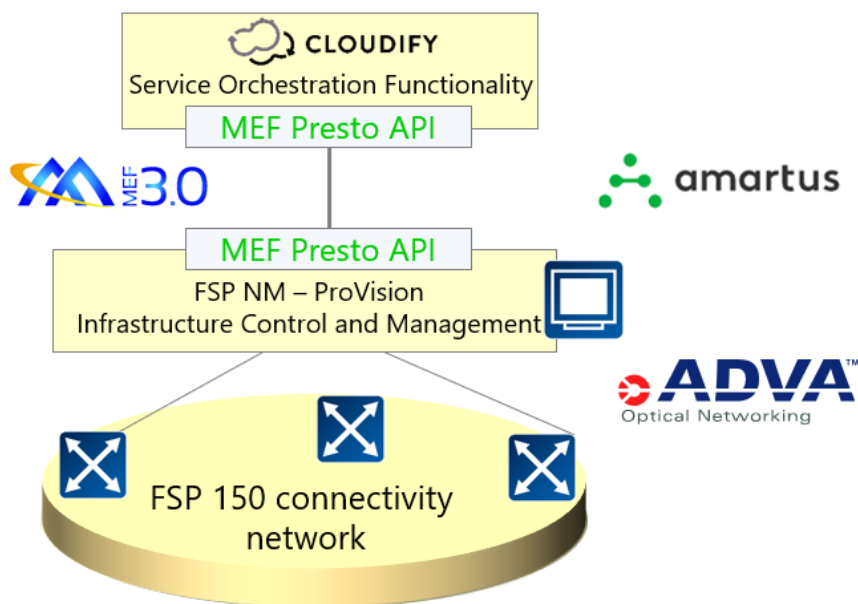 CLOUDIFY
Service Orchestration Functionality
MEF Presto API
MEF 3.0
amartus
MEF Presto API
FSP NM – ProVision
Infrastructure Control and Management
ADVA™
Optical Networking
FSP 150 connectivity
network